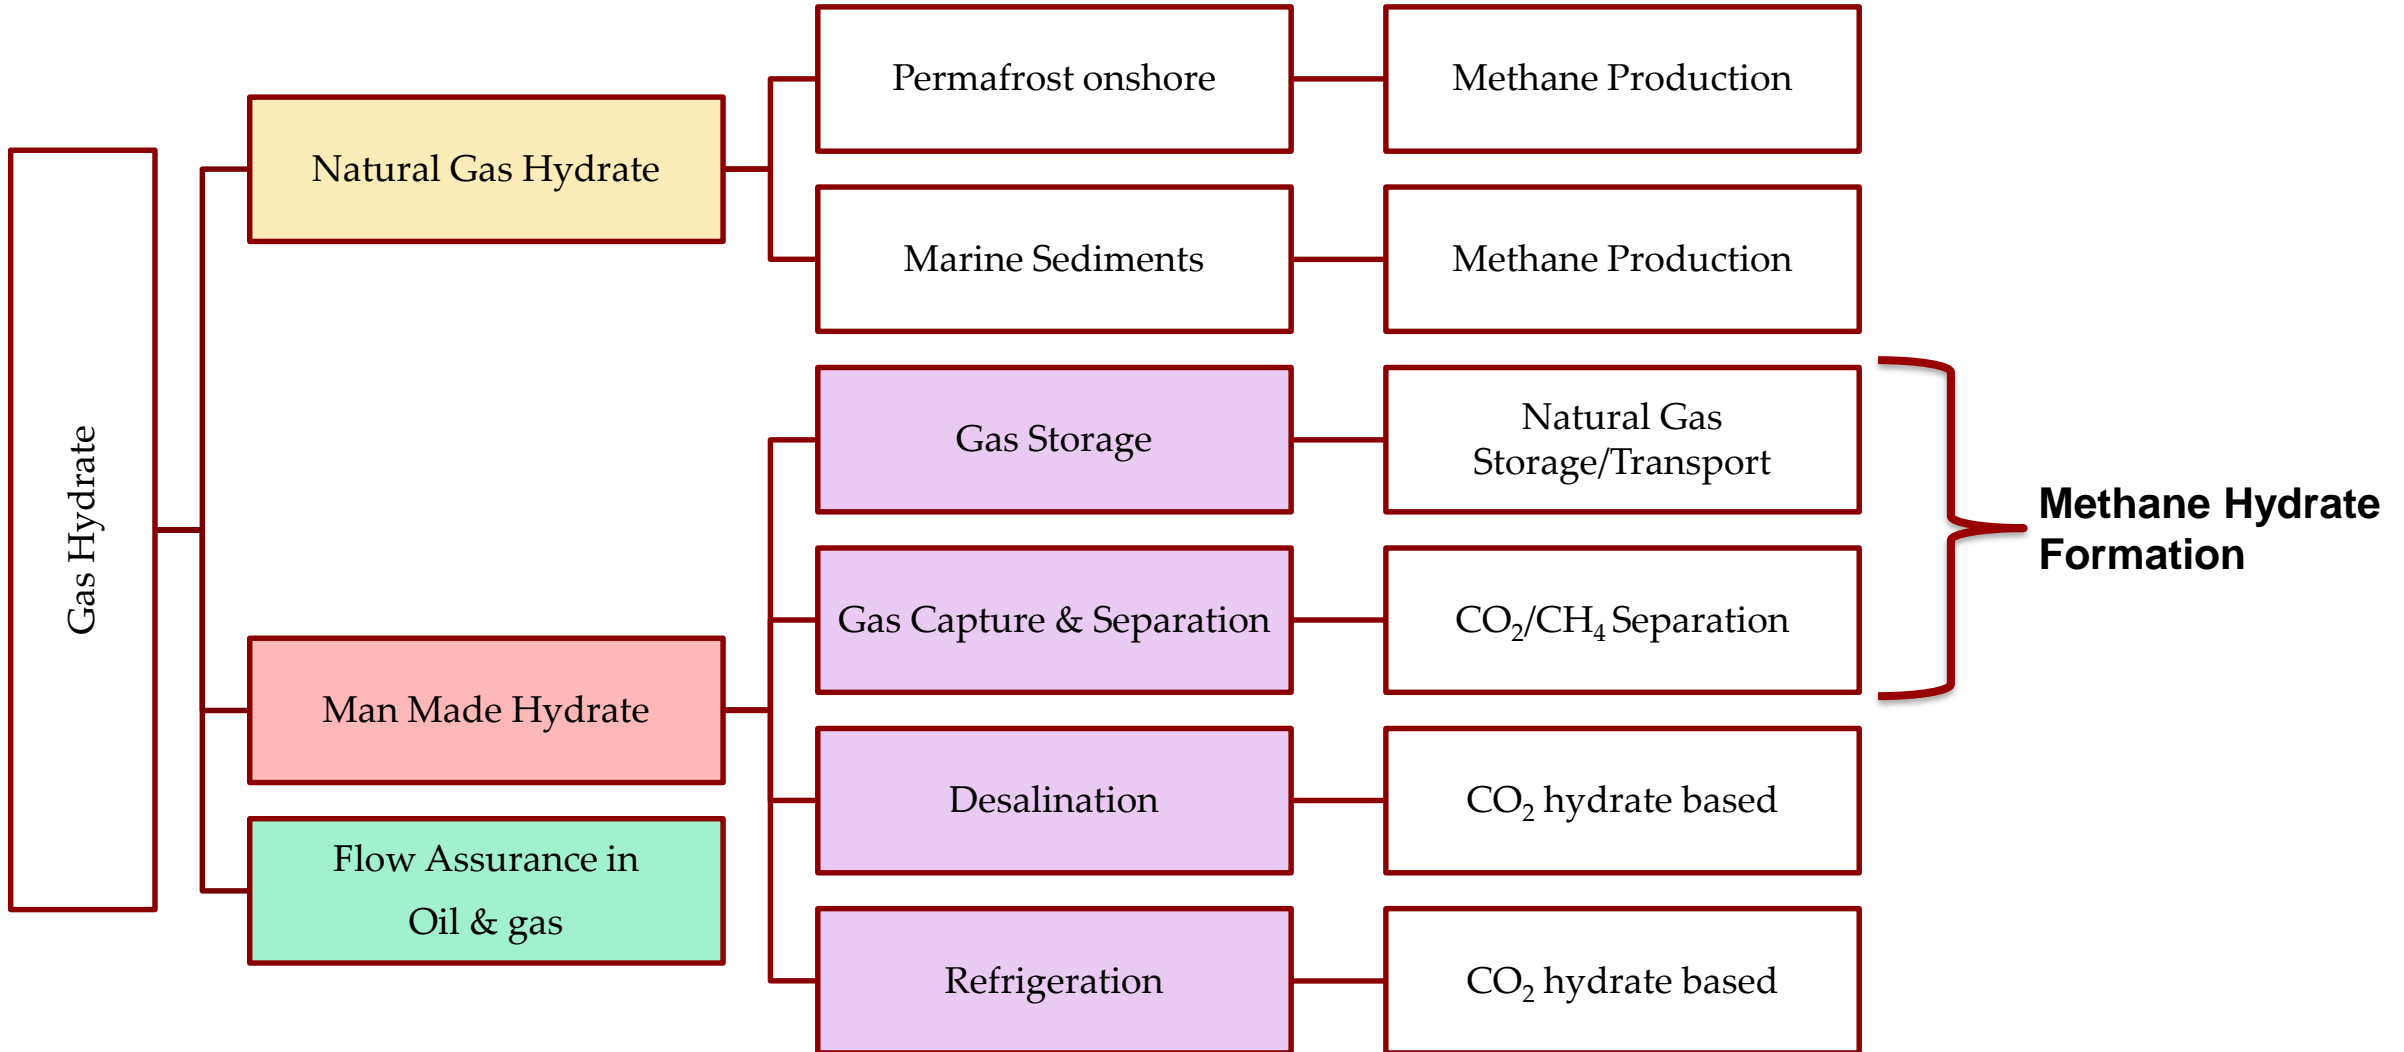 Gas Hydrate
Natural Gas Hydrate
Permafrost onshore
Methane Production
Marine Sediments
Methane Production
Man Made Hydrate
Gas Storage
Natural Gas
Storage/Transport
Gas Capture & Separation
CO₂/CH₄ Separation
Methane Hydrate
Formation
Desalination
CO₂ hydrate based
Refrigeration
CO₂ hydrate based
Flow Assurance in
Oil & gas